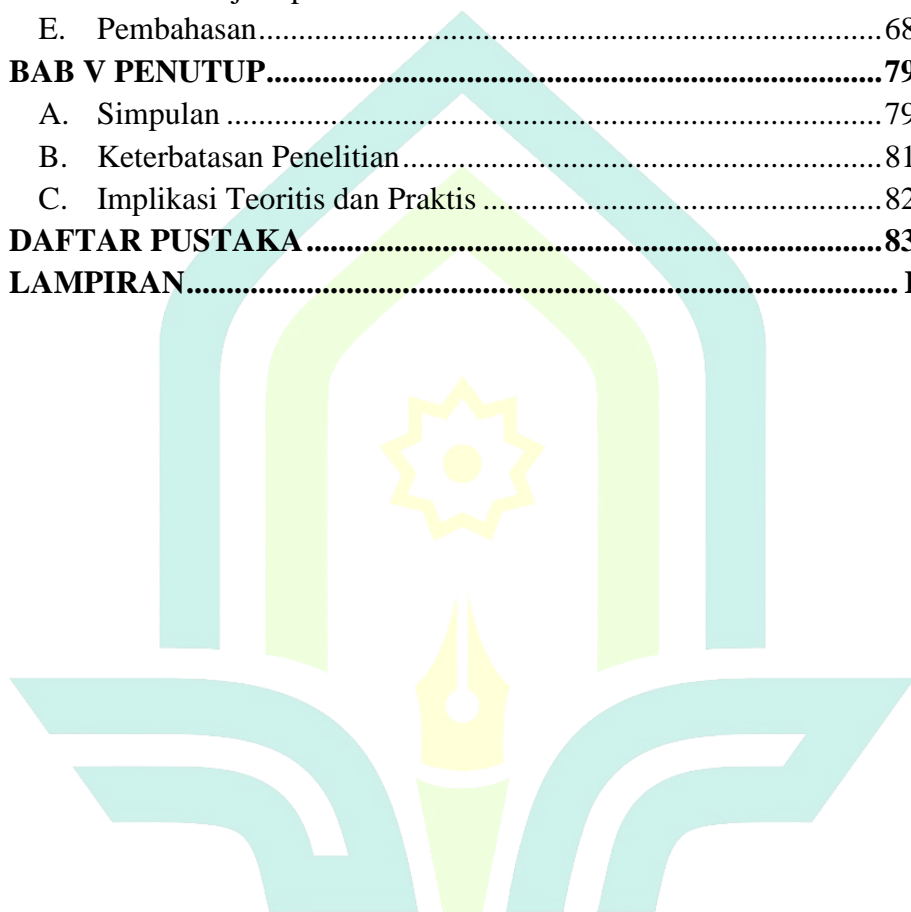 E. Pembahasan.......................................................................................68
BAB V PENUTUP.......................................................................................79
A. Simpulan .......................................................................................79
B. Keterbatasan Penelitian.................................................................81
C. Implikasi Teoritis dan Praktis .......................................................82
DAFTAR PUSTAKA.................................................................................83
LAMPIRAN................................................................................................. I